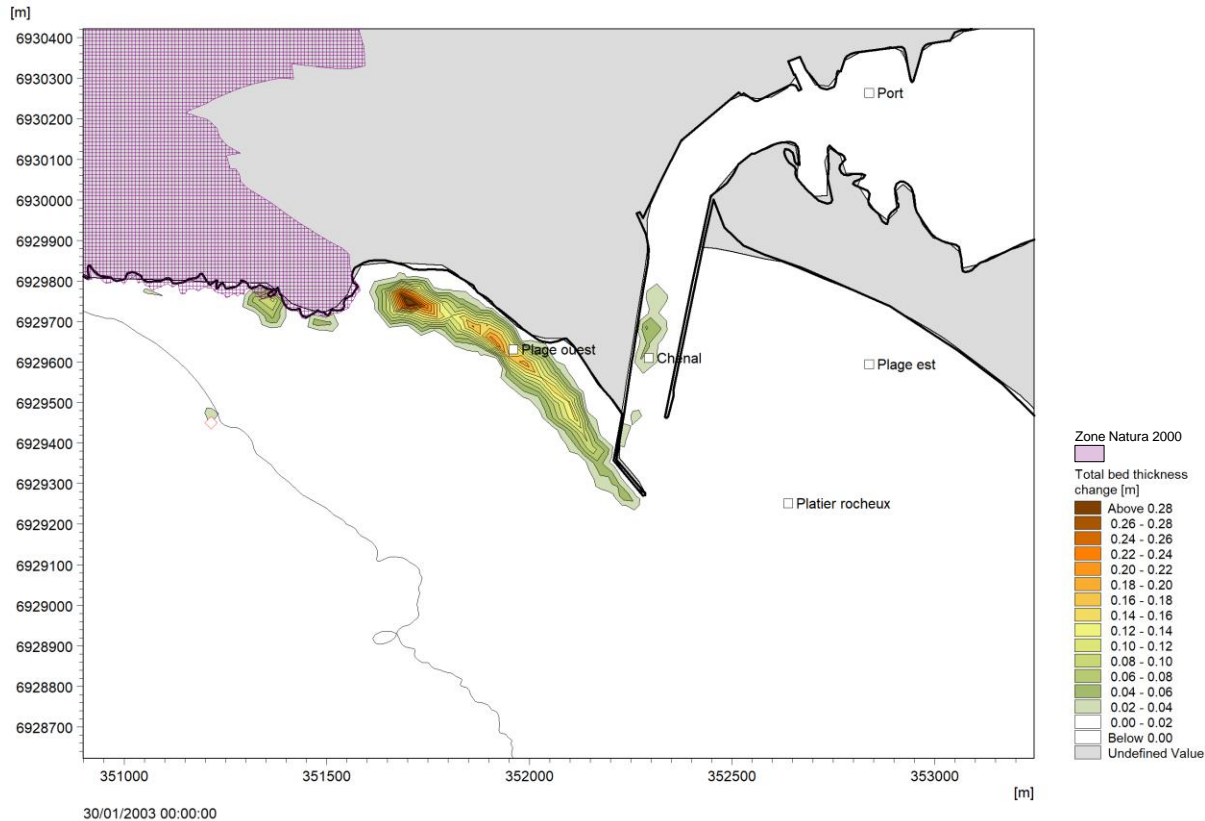 [m]
6930400
6930300
6930200
6930100
6930000
6929900
6929800
6929700
6929600
6929500
6929400
6929300
6929200
6929100
6929000
6928900
6928800
6928700
Port
Plage ouest
Chenal
Plage est
Platier rocheux
351000
351500
352000
352500
353000
[m]
30/01/2003 00:00:00
Zone Natura 2000
Total bed thickness
change [m]
Above 0.28
0.26 - 0.28
0.24 - 0.26
0.22 - 0.24
0.20 - 0.22
0.18 - 0.20
0.16 - 0.18
0.14 - 0.16
0.12 - 0.14
0.10 - 0.12
0.08 - 0.10
0.06 - 0.08
0.04 - 0.06
0.02 - 0.04
0.00 - 0.02
Below 0.00
Undefined Value